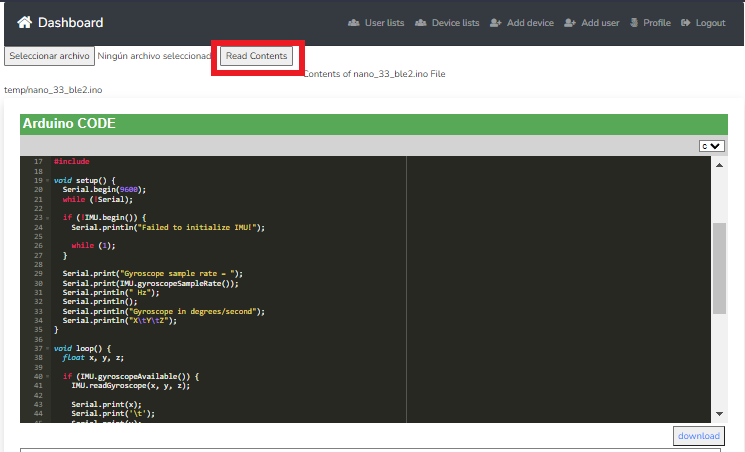 Dashboard User lists Device lists Add device Add user Profile Logout
Seleccionar archivo Ningún archivo seleccionad Read Contents
Contents of nano_33_ble2.ino File
temp/nano_33_ble2.ino
Arduino CODE
c
17 #include
18
19 void setup() {
20 Serial.begin(9600);
21 while (!Serial);
22
23 if (!IMU.begin()) {
24 Serial.println("Failed to initialize IMU!");
25
26 while (1);
27 }
28
29 Serial.print("Gyroscope sample rate = ");
30 Serial.print(IMU.gyroscopeSampleRate());
31 Serial.println(" Hz");
32 Serial.println();
33 Serial.println("Gyroscope in degrees/second");
34 Serial.println("X\tY\tZ");
35 }
36
37 void loop() {
38 float x, y, z;
39
40 if (IMU.gyroscopeAvailable()) {
41 IMU.readGyroscope(x, y, z);
42
43 Serial.print(x);
44 Serial.print('\t');
download